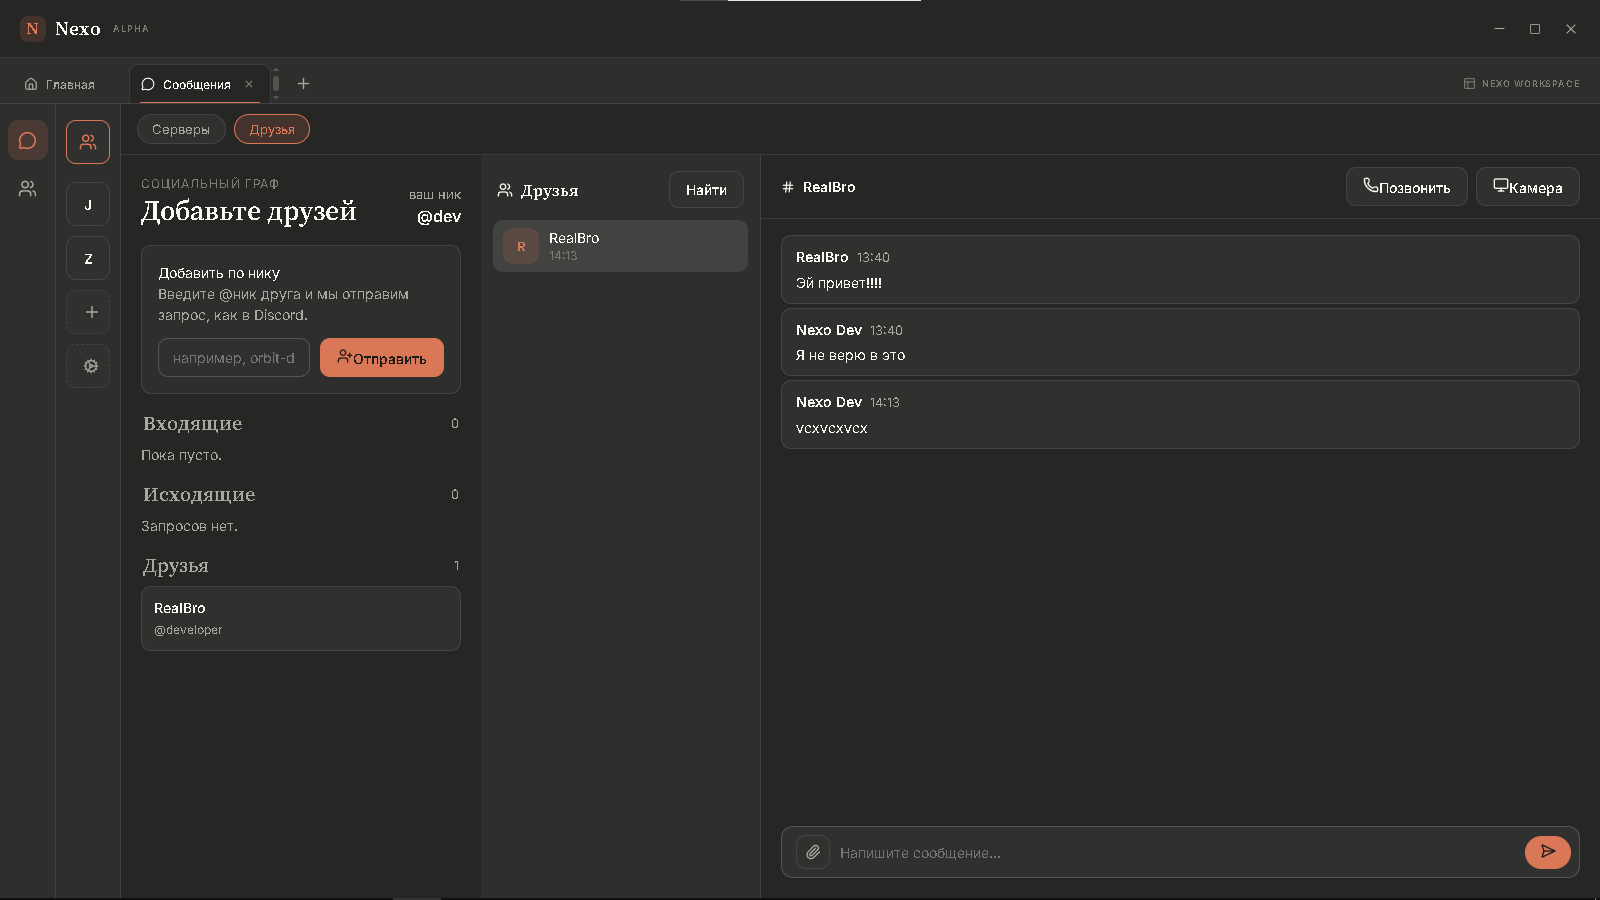 N Nexo ALPHA
Главная
Сообщения
NEXO WORKSPACE
Серверы
Друзья
J
Z
СОЦИАЛЬНЫЙ ГРАФ
Добавьте друзей
ваш ник
@dev
Добавить по нику
Введите @ник друга и мы отправим
запрос, как в Discord.
например, orbit-d
Отправить
Входящие 0
Пока пусто.
Исходящие 0
Запросов нет.
Друзья 1
RealBro
@developer
Друзья
Найти
R
RealBro
14:13
# RealBro
Позвонить
Камера
RealBro 13:40
Эй привет!!!!
Nexo Dev 13:40
Я не верю в это
Nexo Dev 14:13
vcxvcxvcx
Напишите сообщение...